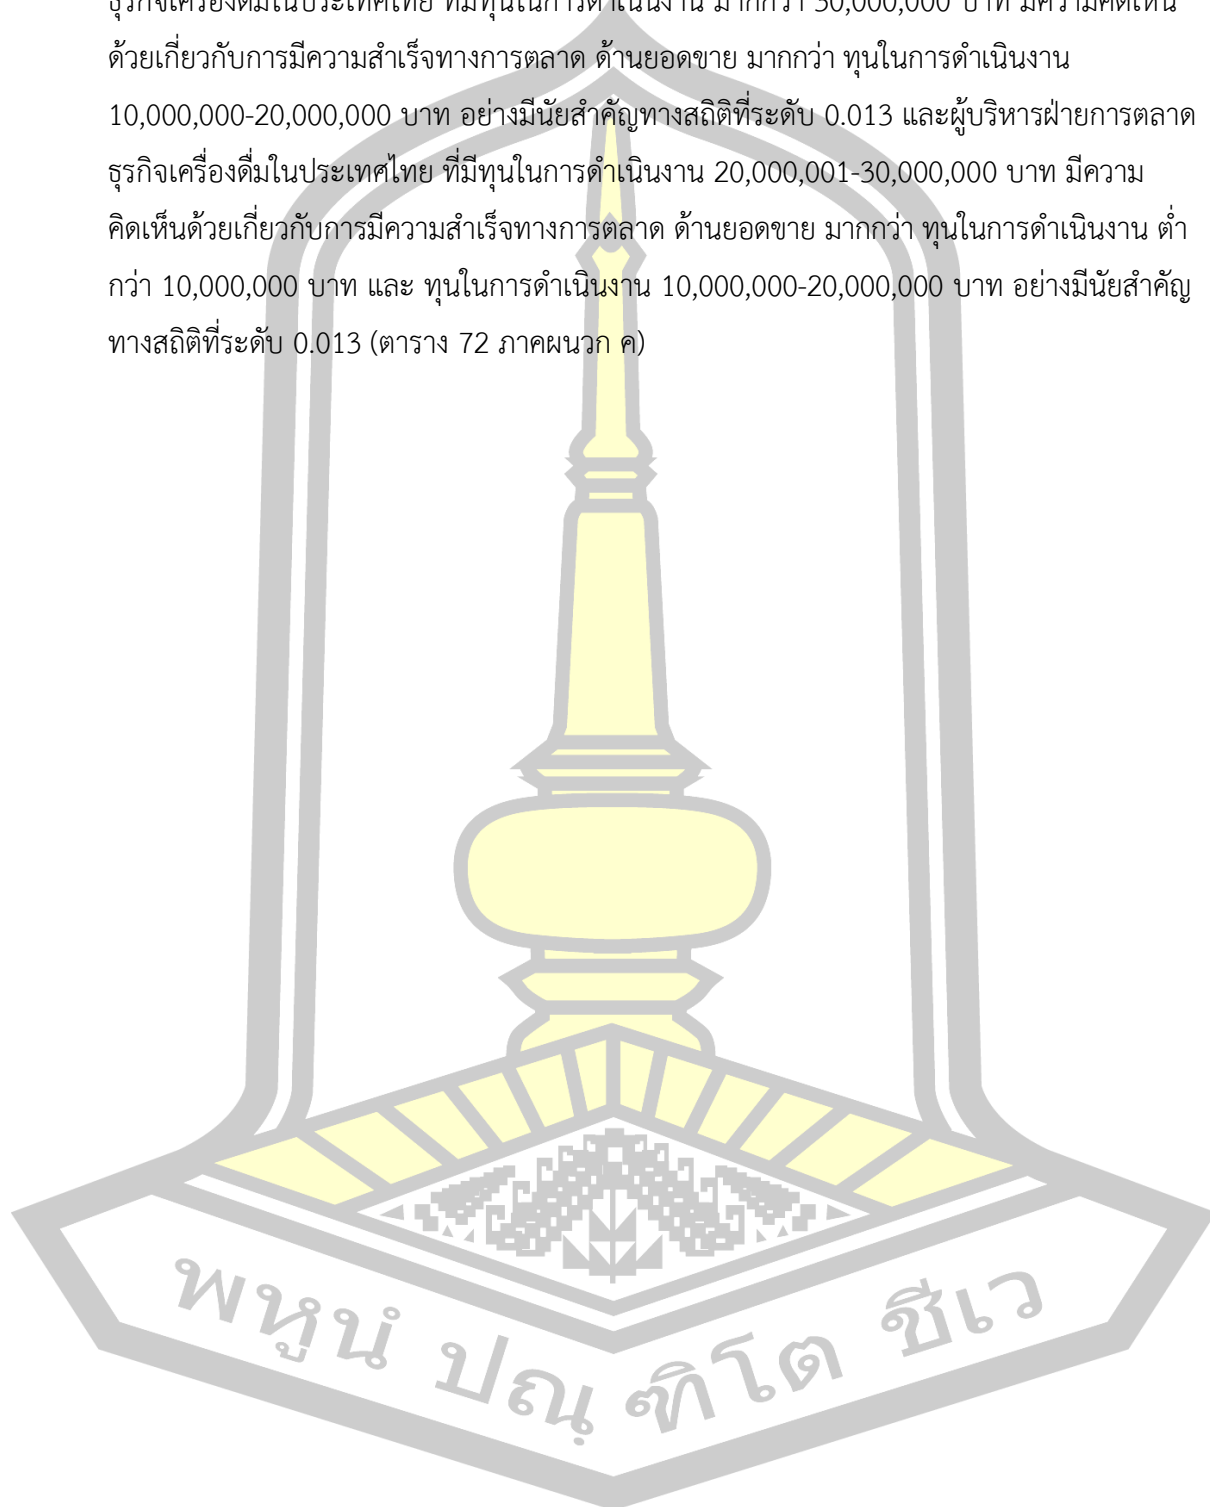 ธุรกิจเครื่องดื่มในประเทศไทย ที่มีทุนในการดำเนินงาน มากกว่า 30,000,000 บาท มีความคิดเห็น
ด้วยเกี่ยวกับการมีความสำเร็จทางการตลาด ด้านยอดขาย มากกว่า ทุนในการดำเนินงาน
10,000,000-20,000,000 บาท อย่างมีนัยสำคัญทางสถิติที่ระดับ 0.013 และผู้บริหารฝ่ายการตลาด
ธุรกิจเครื่องดื่มในประเทศไทย ที่มีทุนในการดำเนินงาน 20,000,001-30,000,000 บาท มีความ
คิดเห็นด้วยเกี่ยวกับการมีความสำเร็จทางการตลาด ด้านยอดขาย มากกว่า ทุนในการดำเนินงาน ต่ำ
กว่า 10,000,000 บาท และ ทุนในการดำเนินงาน 10,000,000-20,000,000 บาท อย่างมีนัยสำคัญ
ทางสถิติที่ระดับ 0.013 (ตาราง 72 ภาคผนวก ค)
พหูนํ ปณฺฑิโต ชีเว